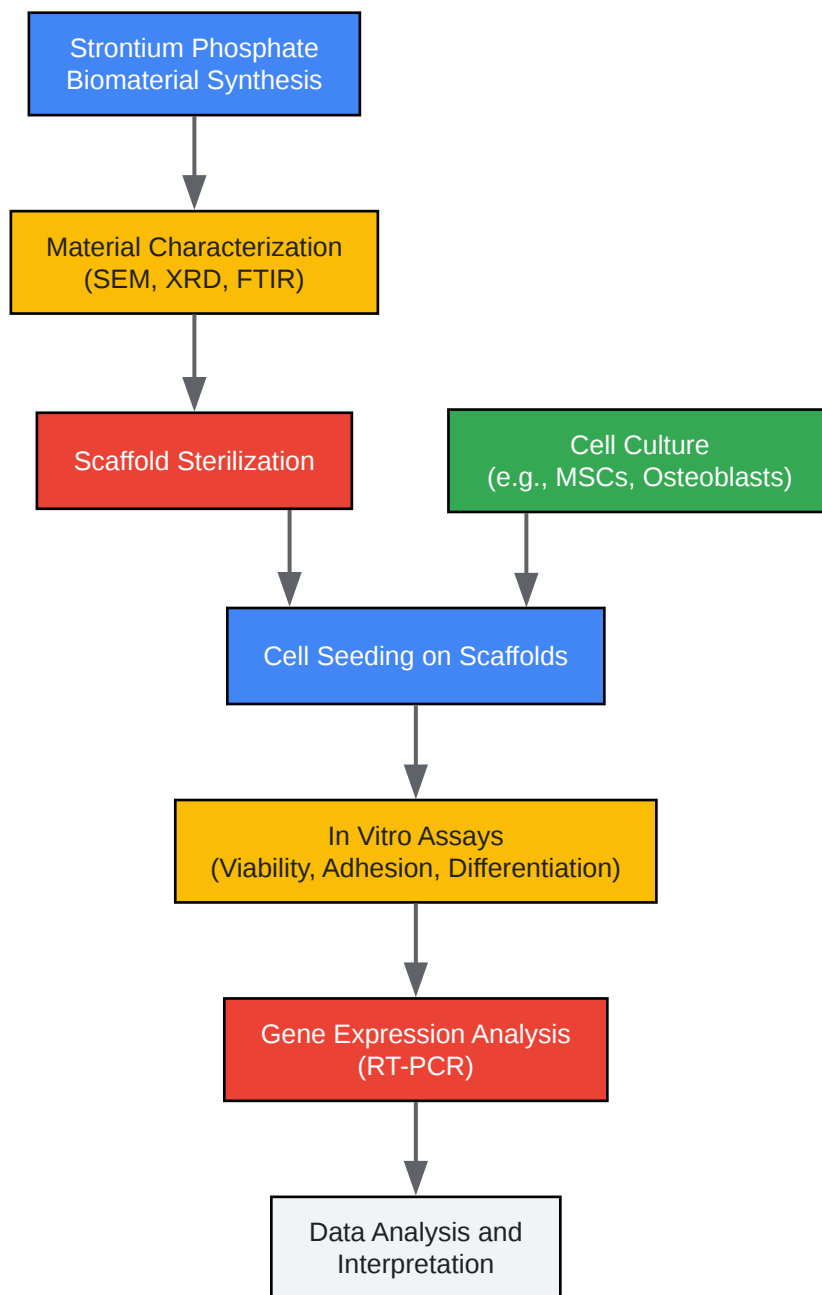 Strontium Phosphate
Biomaterial Synthesis
Material Characterization
(SEM, XRD, FTIR)
Scaffold Sterilization
Cell Culture
(e.g., MSCs, Osteoblasts)
Cell Seeding on Scaffolds
In Vitro Assays
(Viability, Adhesion, Differentiation)
Gene Expression Analysis
(RT-PCR)
Data Analysis and
Interpretation